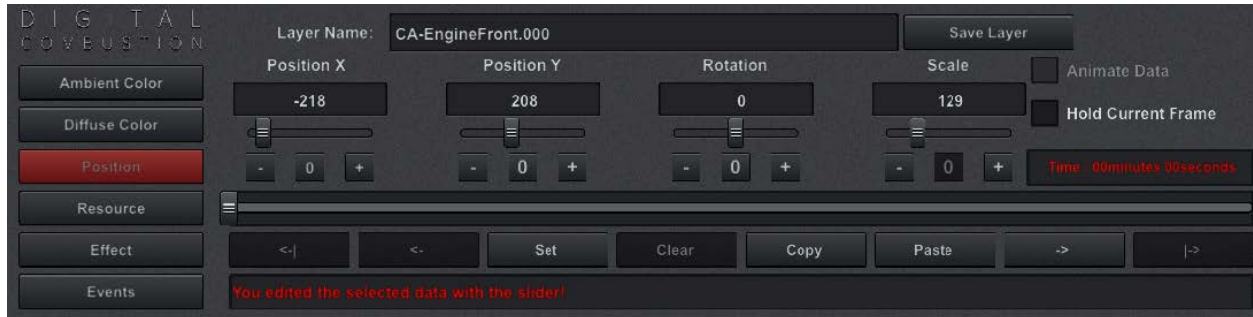 DIGITAL
COMBUSTION
Layer Name: CA-EngineFront.000 Save Layer
Position X Position Y Rotation Scale Animate Data
Ambient Color
-218 208 0 129
Hold Current Frame
Diffuse Color
Position
- 0 + - 0 + - 0 + - 0 + Time : 00minutes 00seconds
Resource
Effect <-| <- Set Clear Copy Paste -> |->
Events You edited the selected data with the slider!